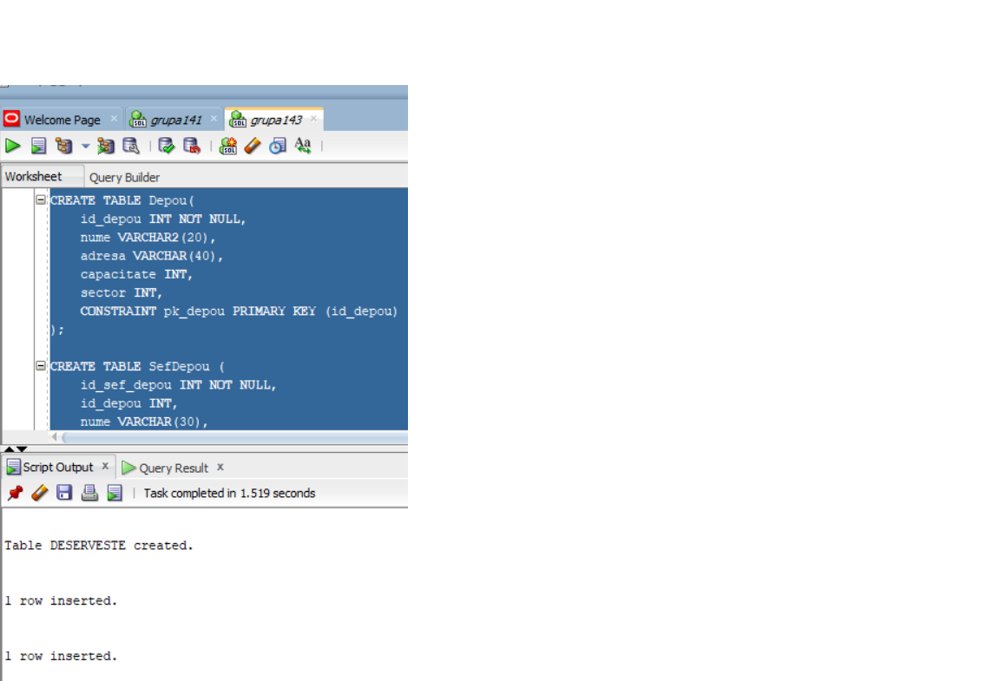 Welcome Page grupa141 grupa143
Worksheet Query Builder
CREATE TABLE Depou(
id_depou INT NOT NULL,
nume VARCHAR2(20),
adresa VARCHAR(40),
capacitate INT,
sector INT,
CONSTRAINT pk_depou PRIMARY KEY (id_depou)
);
CREATE TABLE SefDepou (
id_sef_depou INT NOT NULL,
id_depou INT,
nume VARCHAR(30),
Script Output x Query Result x
Task completed in 1.519 seconds
Table DESERVESTE created.
1 row inserted.
1 row inserted.